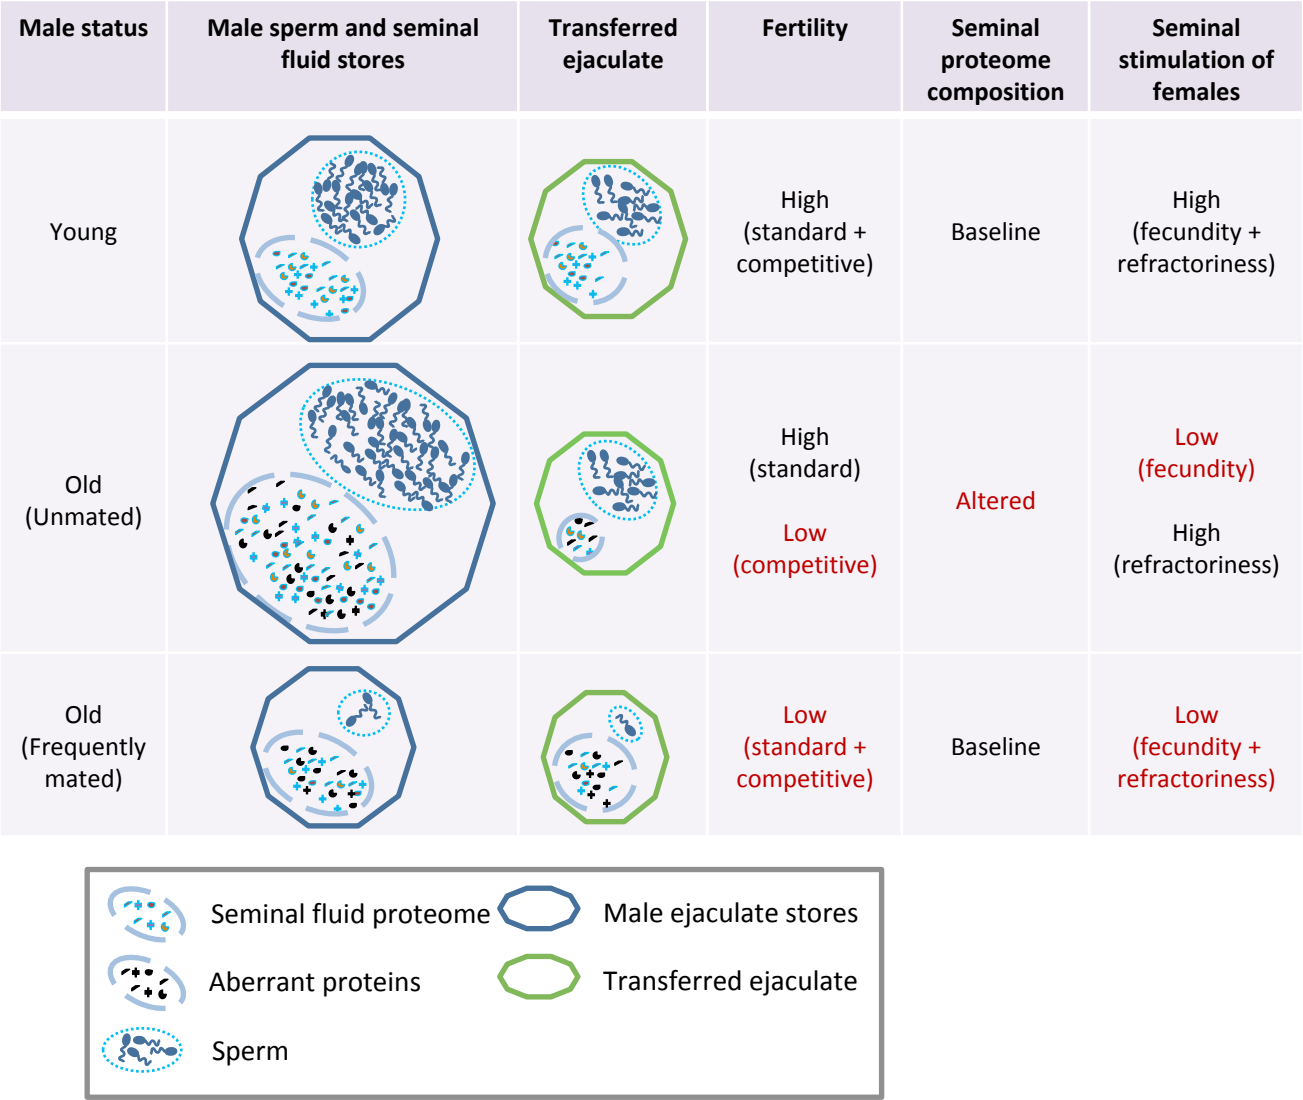 Male status
Male sperm and seminal
fluid stores
Transferred
ejaculate
Fertility
Seminal
proteome
composition
Seminal
stimulation of
females
Young
High
(standard +
competitive)
Baseline
High
(fecundity +
refractoriness)
Old
(Unmated)
High
(standard)
Low
(competitive)
Altered
Low
(fecundity)
High
(refractoriness)
Old
(Frequently
mated)
Low
(standard +
competitive)
Baseline
Low
(fecundity +
refractoriness)
Seminal fluid proteome
Male ejaculate stores
Aberrant proteins
Transferred ejaculate
Sperm